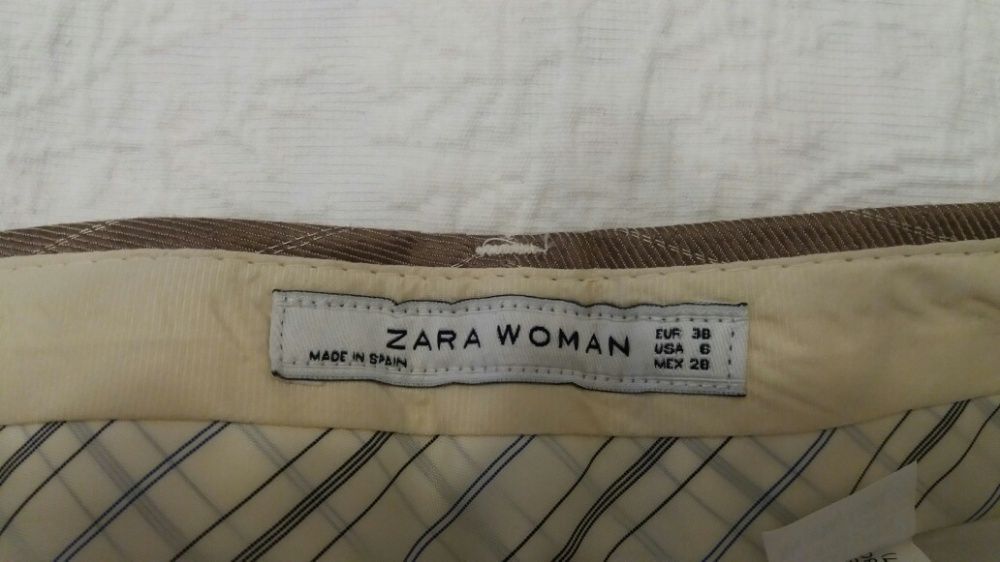 ZARA WOMAN
MADE IN SPAIN
EUR 38
USA 6
MEX 28